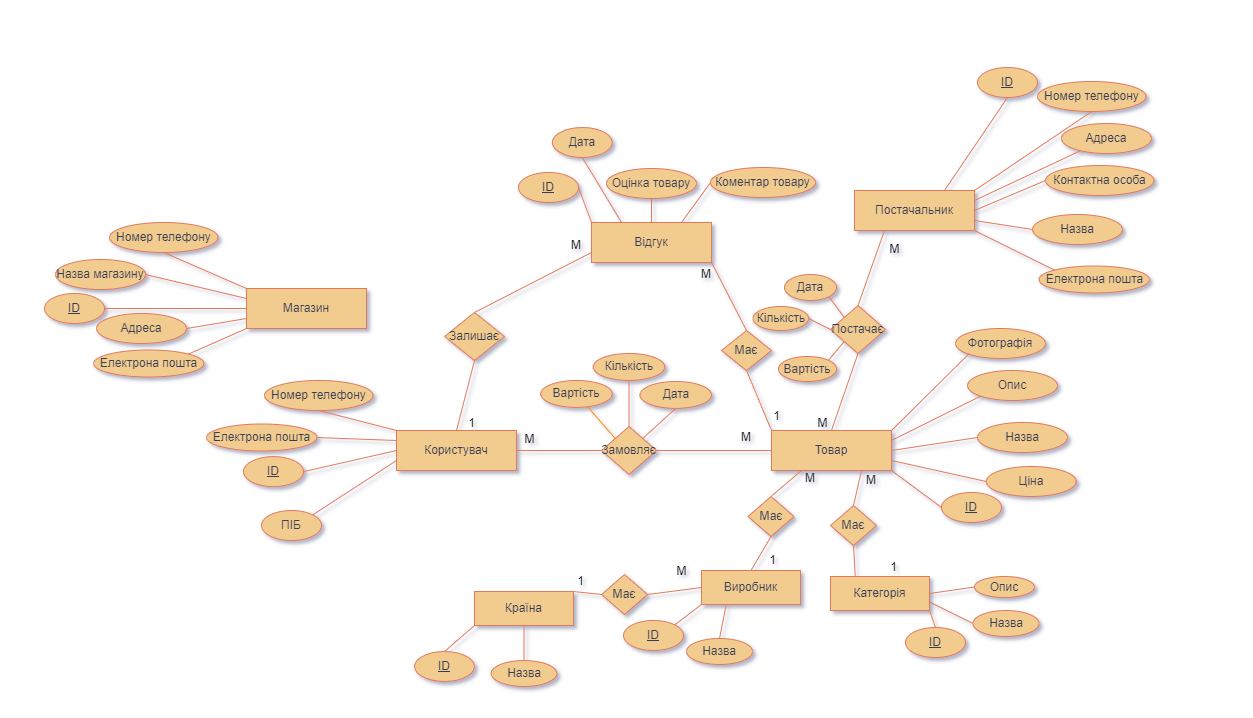 ID
Номер телефону
Адреса
Контактна особа
Постачальник
Назва
Електрона пошта
M
Дата
ID
Оцінка товару
Коментар товару
Відгук
M
M
Номер телефону
Назва магазину
ID
Адреса
Електрона пошта
Магазин
Залишає
Має
Дата
Кількість
Постачає
Вартість
Фотографія
Опис
Назва
Ціна
ID
Номер телефону
Електрона пошта
ID
ПІБ
Користувач
1
M
Вартість
Кількість
Дата
Замовляє
M
1
M
Товар
M
M
Має
Має
1
1
Країна
1
Має
M
Виробник
Категорія
Опис
Назва
ID
ID
Назва
ID
Назва